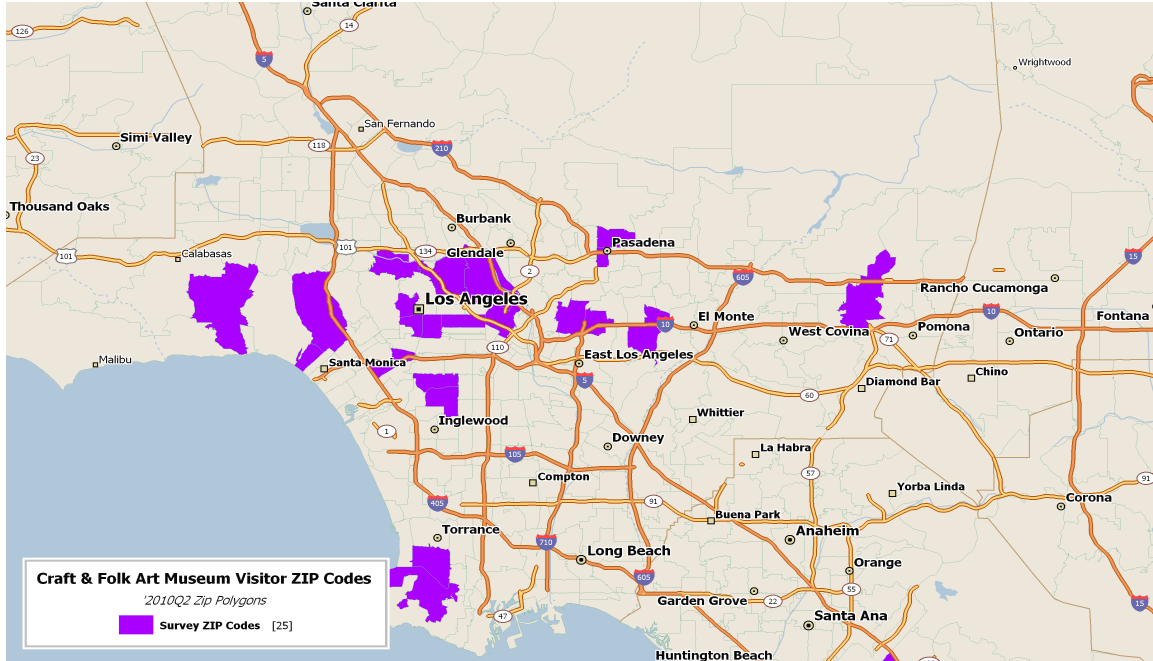 Santa Clarita
126
14
5
Wrightwood
San Fernando
Simi Valley
118
210
23
Thousand Oaks
Burbank
101
Calabasas
101
134
Glendale
Pasadena
2
605
15
Rancho Cucamonga
Los Angeles
10
El Monte
10
Fontana
West Covina
Pomona
Ontario
71
110
Malibu
Santa Monica
East Los Angeles
5
Chino
Diamond Bar
60
Whittier
Inglewood
1
Downey
La Habra
105
57
Compton
91
Yorba Linda
405
91
Corona
Buena Park
Torrance
Anaheim
710
Long Beach
Orange
605
55
Garden Grove
22
15
47
Santa Ana
Huntington Beach
Craft & Folk Art Museum Visitor ZIP Codes
'2010Q2 Zip Polygons
Survey ZIP Codes [25]